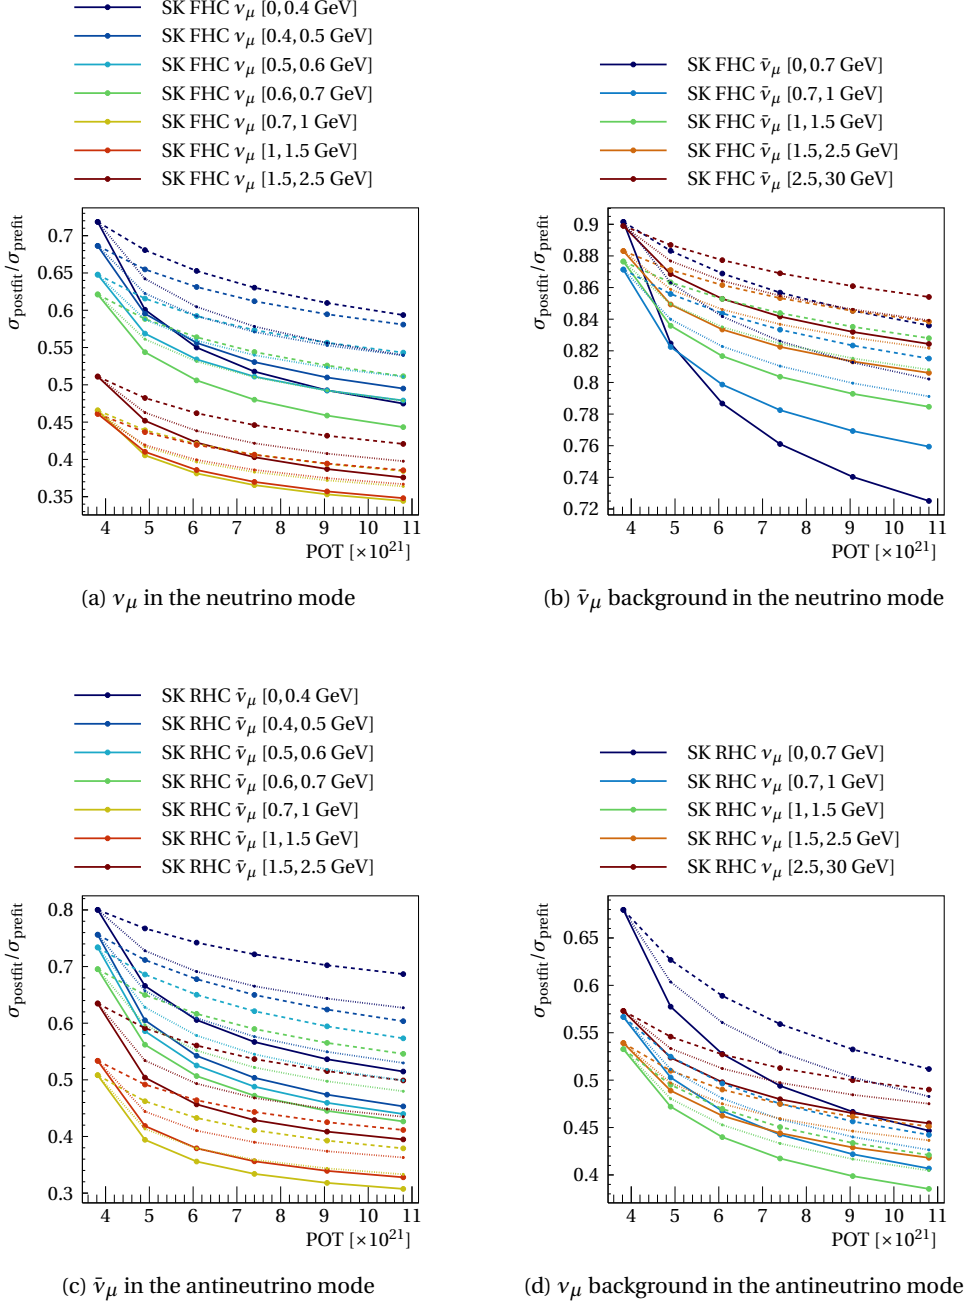 SK FHC νμ [0, 0.4 GeV]
SK FHC νμ [0.4, 0.5 GeV]
SK FHC νμ [0.5, 0.6 GeV]
SK FHC νμ [0.6, 0.7 GeV]
SK FHC νμ [0.7, 1 GeV]
SK FHC νμ [1, 1.5 GeV]
SK FHC νμ [1.5, 2.5 GeV]
σpostfit/σprefit
0.7
0.65
0.6
0.55
0.5
0.45
0.4
0.35
4 5 6 7 8 9 10 11
POT [×10²¹]
(a) νμ in the neutrino mode
SK FHC ν̄μ [0, 0.7 GeV]
SK FHC ν̄μ [0.7, 1 GeV]
SK FHC ν̄μ [1, 1.5 GeV]
SK FHC ν̄μ [1.5, 2.5 GeV]
SK FHC ν̄μ [2.5, 30 GeV]
σpostfit/σprefit
0.9
0.88
0.86
0.84
0.82
0.8
0.78
0.76
0.74
0.72
4 5 6 7 8 9 10 11
POT [×10²¹]
(b) ν̄μ background in the neutrino mode
SK RHC ν̄μ [0, 0.4 GeV]
SK RHC ν̄μ [0.4, 0.5 GeV]
SK RHC ν̄μ [0.5, 0.6 GeV]
SK RHC ν̄μ [0.6, 0.7 GeV]
SK RHC ν̄μ [0.7, 1 GeV]
SK RHC ν̄μ [1, 1.5 GeV]
SK RHC ν̄μ [1.5, 2.5 GeV]
σpostfit/σprefit
0.8
0.7
0.6
0.5
0.4
0.3
4 5 6 7 8 9 10 11
POT [×10²¹]
(c) ν̄μ in the antineutrino mode
SK RHC νμ [0, 0.7 GeV]
SK RHC νμ [0.7, 1 GeV]
SK RHC νμ [1, 1.5 GeV]
SK RHC νμ [1.5, 2.5 GeV]
SK RHC νμ [2.5, 30 GeV]
σpostfit/σprefit
0.65
0.6
0.55
0.5
0.45
0.4
4 5 6 7 8 9 10 11
POT [×10²¹]
(d) νμ background in the antineutrino mode